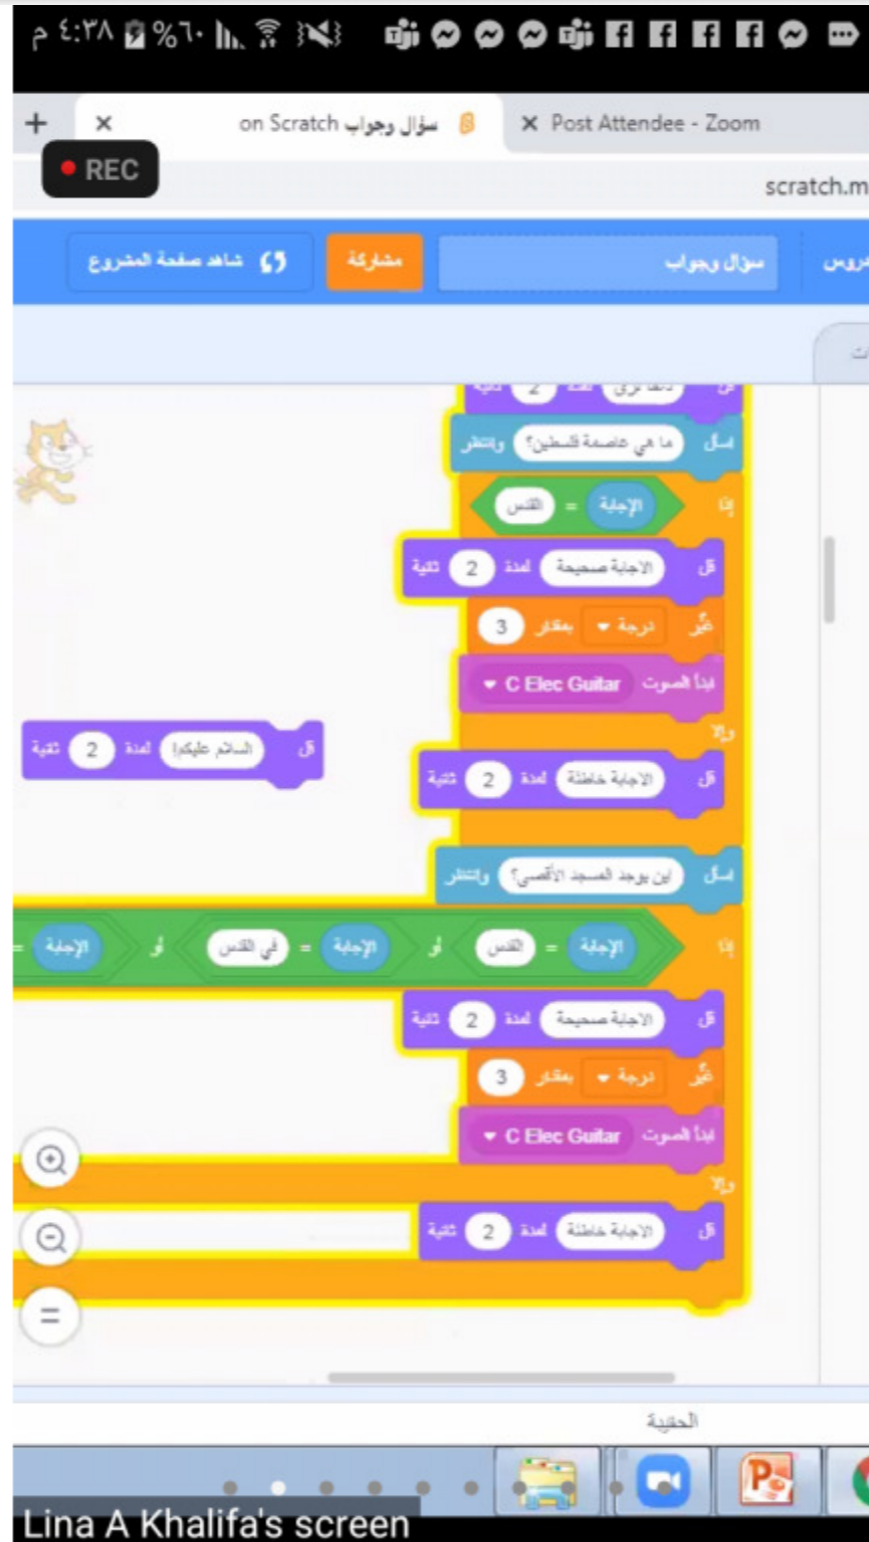 م ٤:٣٨ %٦٠
سؤال وجواب on Scratch
Post Attendee - Zoom
REC
scratch.m
سؤال وجواب
مشاركة
شاهد صفحة المشروع
لمدة 2 ثانية
اسأل ما هي عاصمة فلسطين؟ وانتظر
إذا الإجابة = القدس
قل الاجابة صحيحة لمدة 2 ثانية
غيِّر درجة بمقدار 3
ابدأ الصوت C Elec Guitar
وإلا
قل السلام عليكم! لمدة 2 ثانية
قل الاجابة خاطئة لمدة 2 ثانية
اسأل اين يوجد المسجد الأقصى؟ وانتظر
إذا الإجابة = القدس أو الإجابة = في القدس أو الإجابة =
قل الاجابة صحيحة لمدة 2 ثانية
غيِّر درجة بمقدار 3
ابدأ الصوت C Elec Guitar
وإلا
قل الاجابة خاطئة لمدة 2 ثانية
الحقيبة
Lina A Khalifa's screen